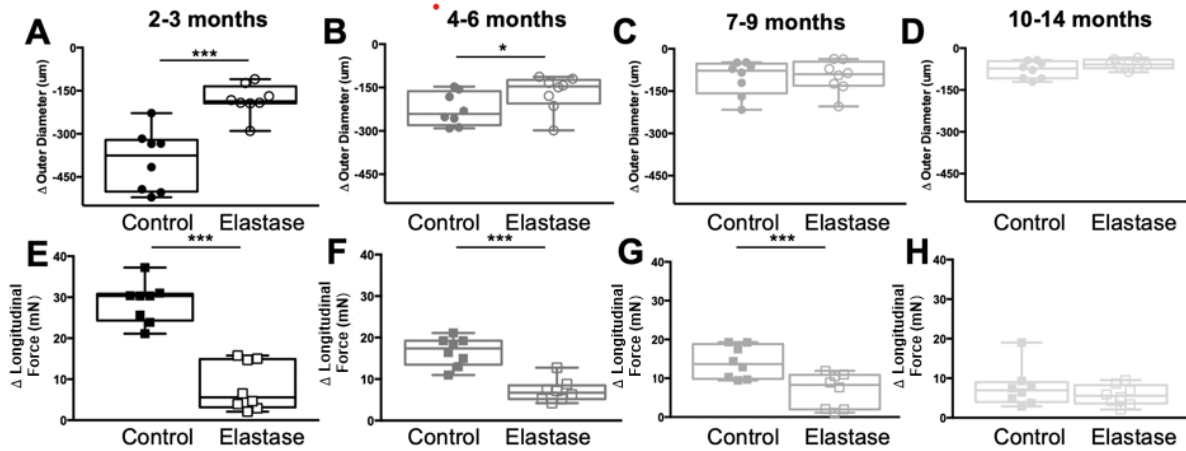 2-3 months
4-6 months
7-9 months
10-14 months
A
B
C
D
***
*
Δ Outer Diameter (um)
0
-150
-300
-450
Control Elastase
Δ Outer Diameter (um)
0
-150
-300
-450
Control Elastase
Δ Outer Diameter (um)
0
-150
-300
-450
Control Elastase
Δ Outer Diameter (um)
0
-150
-300
-450
Control Elastase
E
F
G
H
***
***
***
Δ Longitudinal
Force (mN)
40
30
20
10
0
Control Elastase
Δ Longitudinal
Force (mN)
40
30
20
10
0
Control Elastase
Δ Longitudinal
Force (mN)
40
30
20
10
0
Control Elastase
Δ Longitudinal
Force (mN)
40
30
20
10
0
Control Elastase